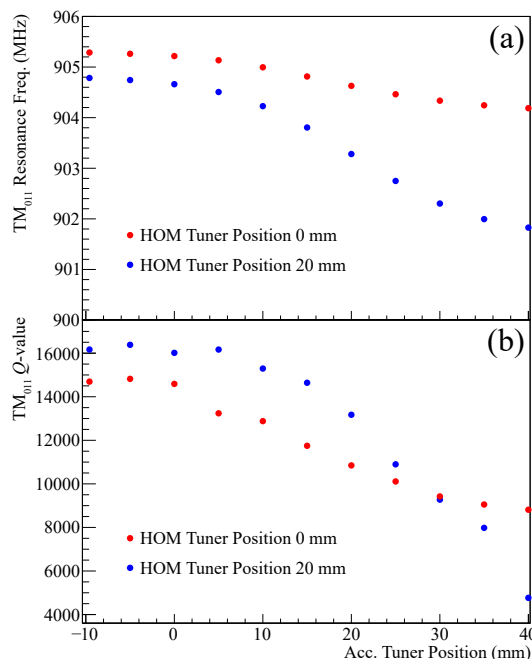 906
(a)
905
904
903
902
901
900
TM₀₁₁ Resonance Freq. (MHz)
HOM Tuner Position 0 mm
HOM Tuner Position 20 mm
(b)
16000
14000
12000
10000
8000
6000
4000
TM₀₁₁ Q-value
HOM Tuner Position 0 mm
HOM Tuner Position 20 mm
−10 0 10 20 30 40
Acc. Tuner Position (mm)